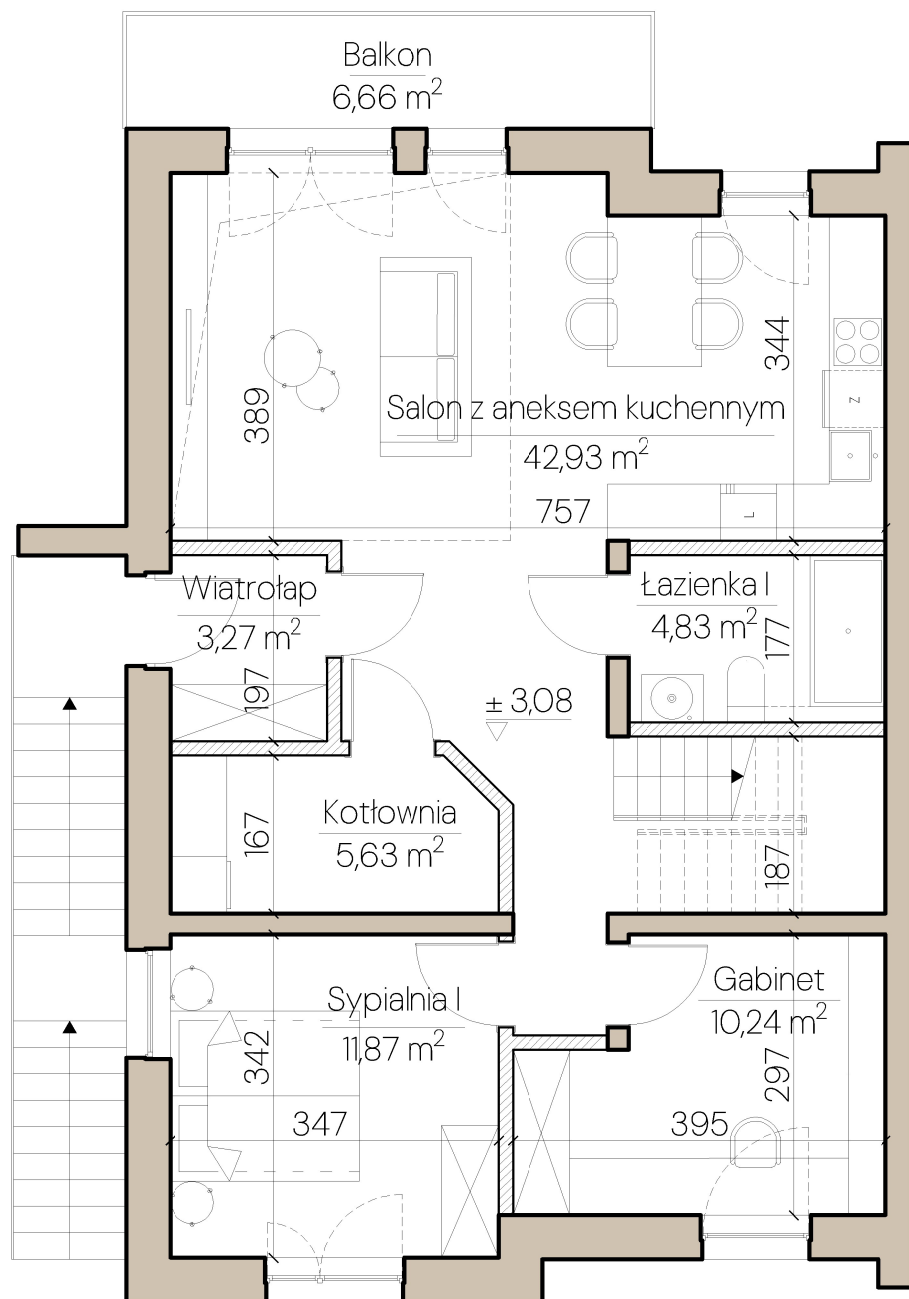 Balkon
6,66 m²
344
389
Salon z aneksem kuchennym
42,93 m²
Z
L
757
Wiatrołap
3,27 m²
197
Łazienka I
4,83 m²
177
± 3,08
Kotłownia
5,63 m²
167
187
Sypialnia I
11,87 m²
342
347
Gabinet
10,24 m²
297
395